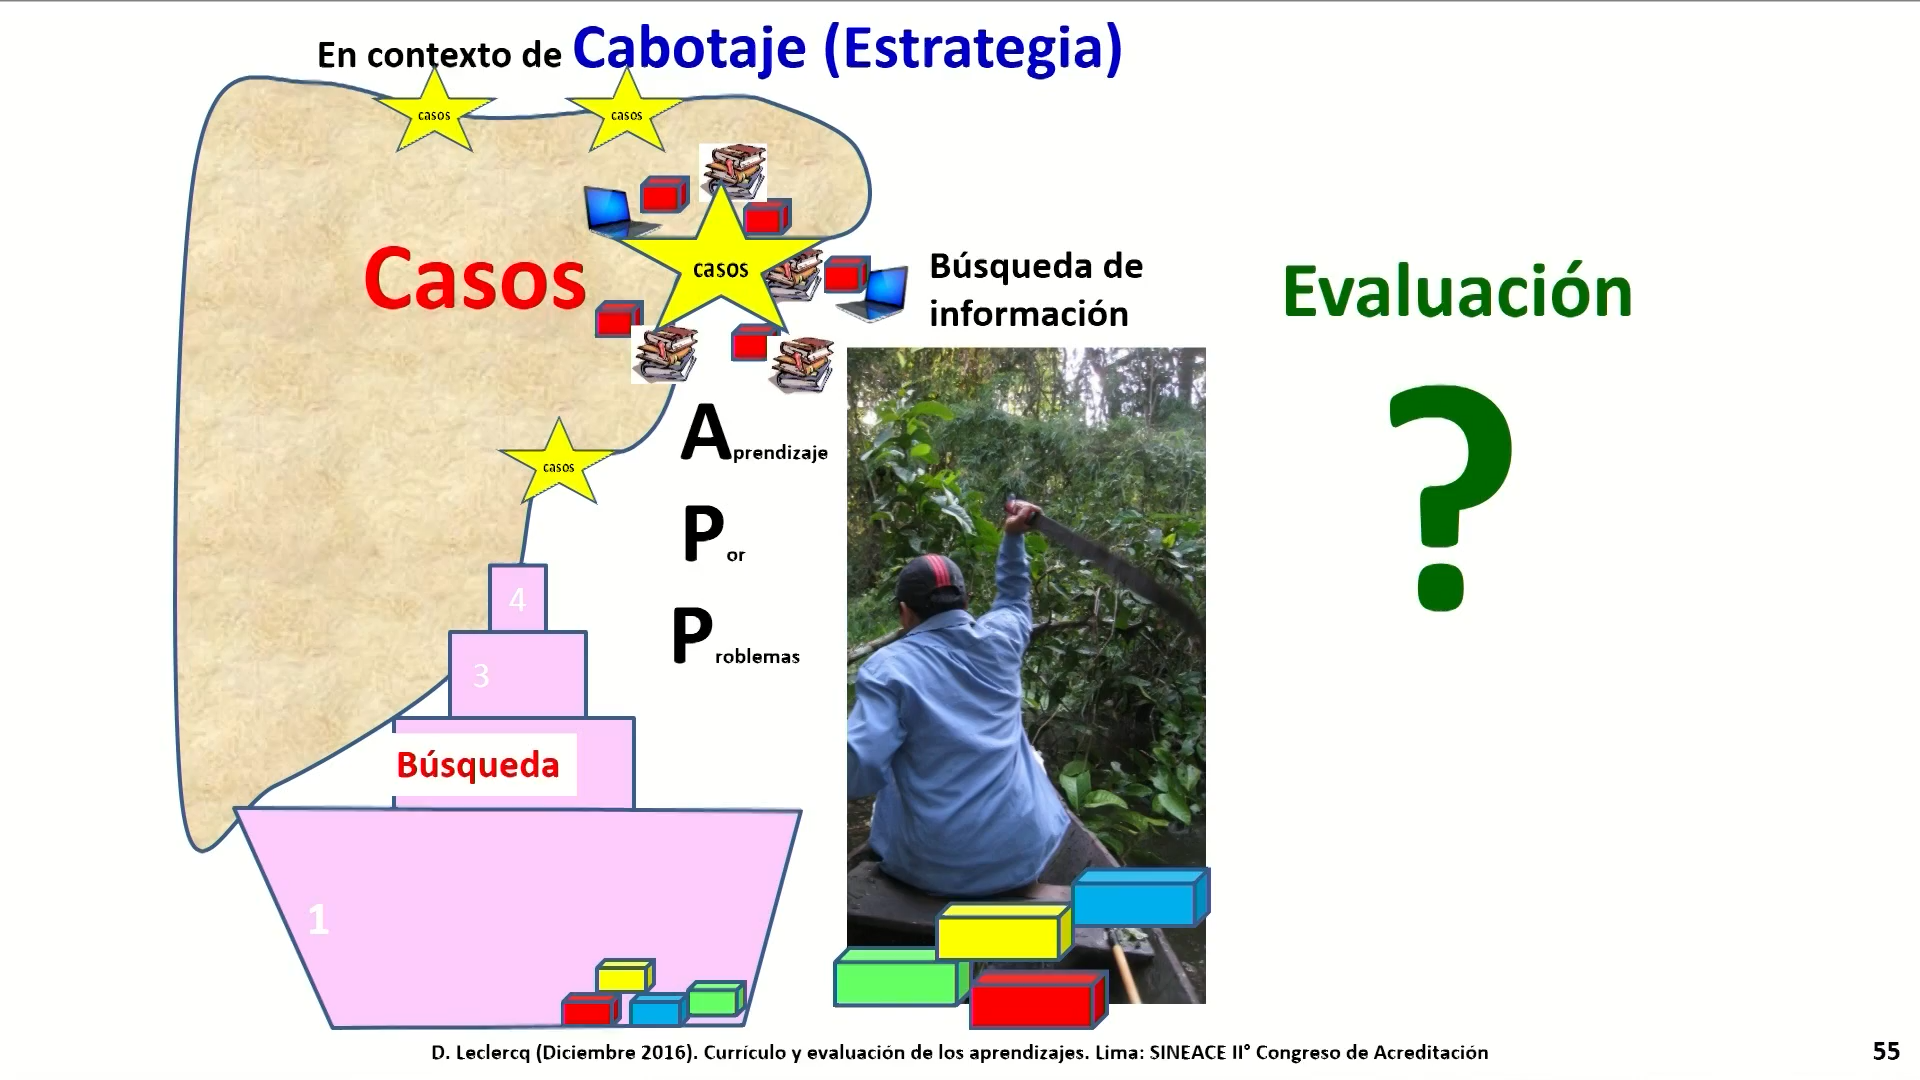 En contexto de Cabotaje (Estrategia)
casos
casos
Casos
casos
Búsqueda de
información
Evaluación
?
Aprendizaje
casos
Por
Problemas
4
3
Búsqueda
1
D. Leclercq (Diciembre 2016). Currículo y evaluación de los aprendizajes. Lima: SINEACE II° Congreso de Acreditación
55